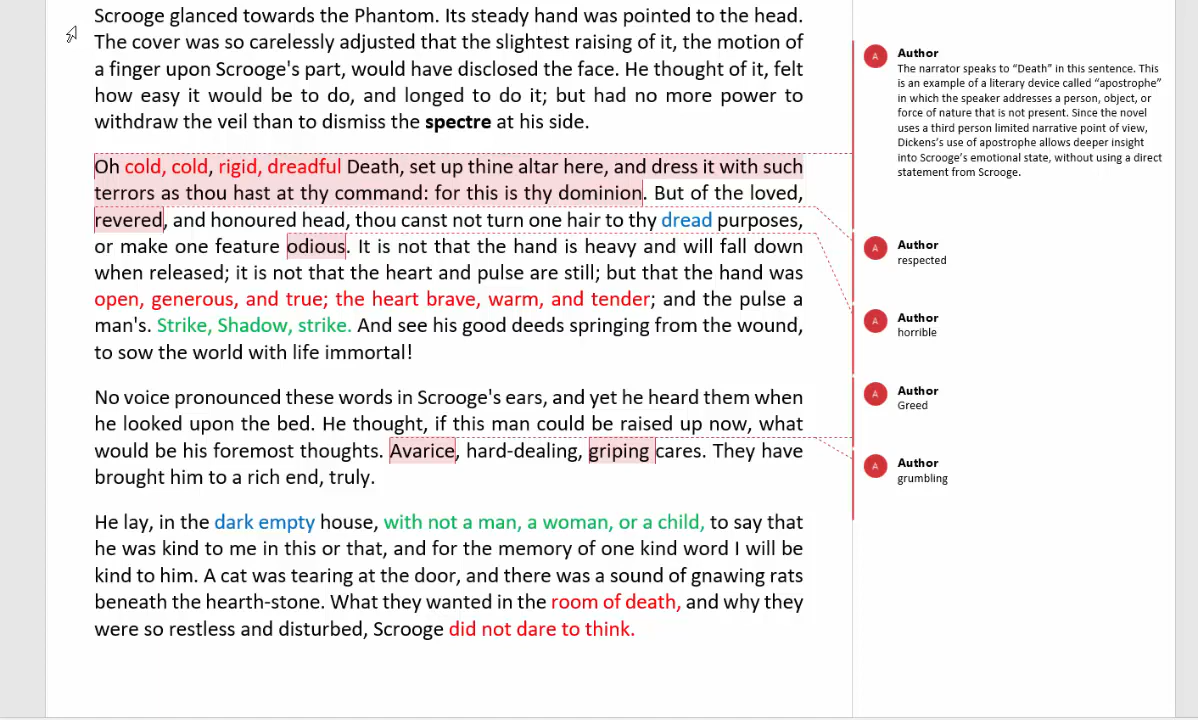 Scrooge glanced towards the Phantom. Its steady hand was pointed to the head.
The cover was so carelessly adjusted that the slightest raising of it, the motion of
a finger upon Scrooge's part, would have disclosed the face. He thought of it, felt
how easy it would be to do, and longed to do it; but had no more power to
withdraw the veil than to dismiss the spectre at his side.
Oh cold, cold, rigid, dreadful Death, set up thine altar here, and dress it with such
terrors as thou hast at thy command: for this is thy dominion. But of the loved,
revered, and honoured head, thou canst not turn one hair to thy dread purposes,
or make one feature odious. It is not that the hand is heavy and will fall down
when released; it is not that the heart and pulse are still; but that the hand was
open, generous, and true; the heart brave, warm, and tender; and the pulse a
man's. Strike, Shadow, strike. And see his good deeds springing from the wound,
to sow the world with life immortal!
No voice pronounced these words in Scrooge's ears, and yet he heard them when
he looked upon the bed. He thought, if this man could be raised up now, what
would be his foremost thoughts. Avarice, hard-dealing, griping cares. They have
brought him to a rich end, truly.
He lay, in the dark empty house, with not a man, a woman, or a child, to say that
he was kind to me in this or that, and for the memory of one kind word I will be
kind to him. A cat was tearing at the door, and there was a sound of gnawing rats
beneath the hearth-stone. What they wanted in the room of death, and why they
were so restless and disturbed, Scrooge did not dare to think.
A
Author
The narrator speaks to “Death” in this sentence. This
is an example of a literary device called “apostrophe”
in which the speaker addresses a person, object, or
force of nature that is not present. Since the novel
uses a third person limited narrative point of view,
Dickens's use of apostrophe allows deeper insight
into Scrooge's emotional state, without using a direct
statement from Scrooge.
A
Author
respected
A
Author
horrible
A
Author
Greed
A
Author
grumbling